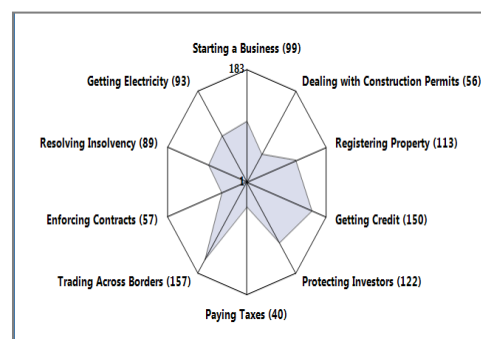 Starting a Business (99)
183
Getting Electricity (93)
Dealing with Construction Permits (56)
Resolving Insolvency (89)
Registering Property (113)
1
Enforcing Contracts (57)
Getting Credit (150)
Trading Across Borders (157)
Protecting Investors (122)
Paying Taxes (40)